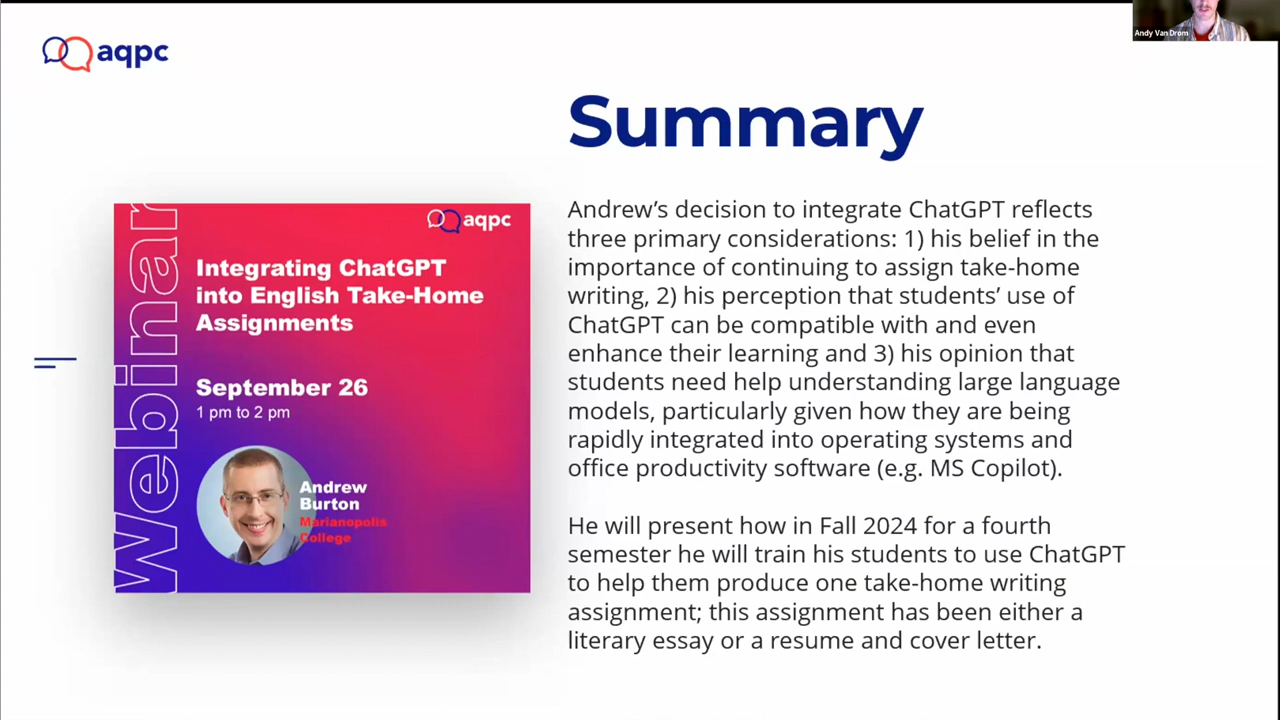 Andy Van Drom
aqpc
Summary
Webinar
aqpc
Integrating ChatGPT
into English Take-Home
Assignments
September 26
1 pm to 2 pm
Andrew
Burton
Marianopolis
College
Andrew’s decision to integrate ChatGPT reflects
three primary considerations: 1) his belief in the
importance of continuing to assign take-home
writing, 2) his perception that students’ use of
ChatGPT can be compatible with and even
enhance their learning and 3) his opinion that
students need help understanding large language
models, particularly given how they are being
rapidly integrated into operating systems and
office productivity software (e.g. MS Copilot).
He will present how in Fall 2024 for a fourth
semester he will train his students to use ChatGPT
to help them produce one take-home writing
assignment; this assignment has been either a
literary essay or a resume and cover letter.